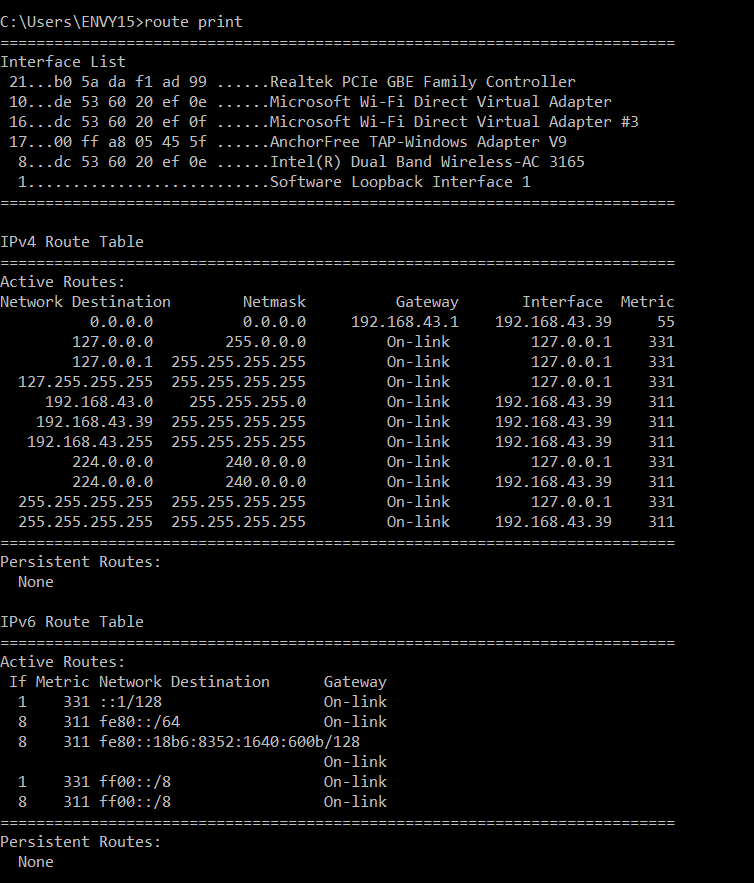 C:\Users\ENVY15>route print
===========================================================================
Interface List
 21...b0 5a da f1 ad 99 ......Realtek PCIe GBE Family Controller
 10...de 53 60 20 ef 0e ......Microsoft Wi-Fi Direct Virtual Adapter
 16...dc 53 60 20 ef 0f ......Microsoft Wi-Fi Direct Virtual Adapter #3
 17...00 ff a8 05 45 5f ......AnchorFree TAP-Windows Adapter V9
  8...dc 53 60 20 ef 0e ......Intel(R) Dual Band Wireless-AC 3165
  1...........................Software Loopback Interface 1
===========================================================================

IPv4 Route Table
===========================================================================
Active Routes:
Network Destination        Netmask          Gateway       Interface  Metric
          0.0.0.0          0.0.0.0     192.168.43.1    192.168.43.39     55
        127.0.0.0        255.0.0.0         On-link         127.0.0.1    331
        127.0.0.1  255.255.255.255         On-link         127.0.0.1    331
  127.255.255.255  255.255.255.255         On-link         127.0.0.1    331
     192.168.43.0    255.255.255.0         On-link     192.168.43.39    311
    192.168.43.39  255.255.255.255         On-link     192.168.43.39    311
   192.168.43.255  255.255.255.255         On-link     192.168.43.39    311
        224.0.0.0        240.0.0.0         On-link         127.0.0.1    331
        224.0.0.0        240.0.0.0         On-link     192.168.43.39    311
  255.255.255.255  255.255.255.255         On-link         127.0.0.1    331
  255.255.255.255  255.255.255.255         On-link     192.168.43.39    311
===========================================================================
Persistent Routes:
  None

IPv6 Route Table
===========================================================================
Active Routes:
 If Metric Network Destination      Gateway
  1    331 ::1/128                  On-link
  8    311 fe80::/64                On-link
  8    311 fe80::18b6:8352:1640:600b/128
                                    On-link
  1    331 ff00::/8                 On-link
  8    311 ff00::/8                 On-link
===========================================================================
Persistent Routes:
  None